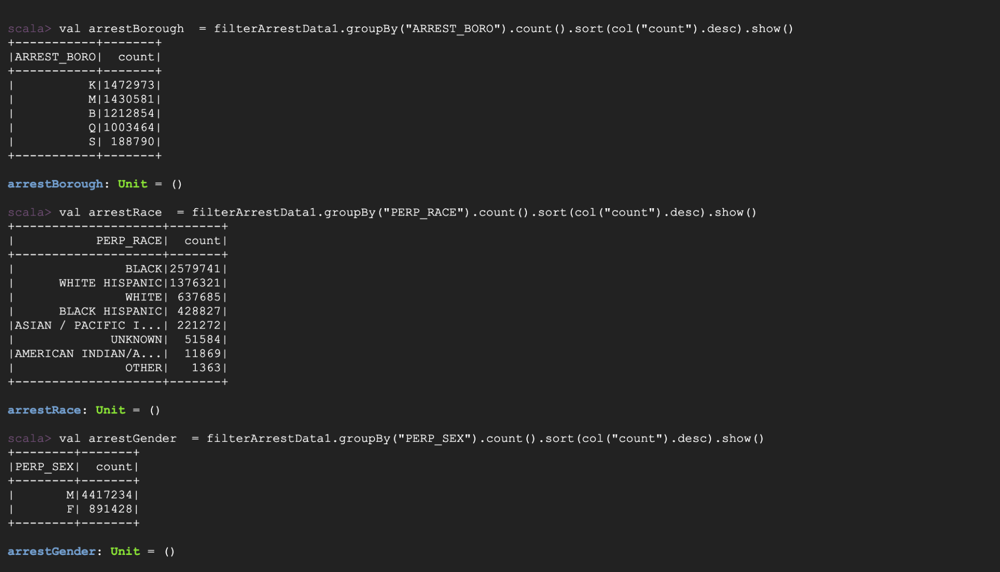 scala> val arrestBorough  = filterArrestData1.groupBy("ARREST_BORO").count().sort(col("count").desc).show()
+-----------+-------+
|ARREST_BORO|  count|
+-----------+-------+
|          K|1472973|
|          M|1430581|
|          B|1212854|
|          Q|1003464|
|          S| 188790|
+-----------+-------+
arrestBorough: Unit = ()
scala> val arrestRace  = filterArrestData1.groupBy("PERP_RACE").count().sort(col("count").desc).show()
+--------------------+-------+
|           PERP_RACE|  count|
+--------------------+-------+
|               BLACK|2579741|
|      WHITE HISPANIC|1376321|
|               WHITE| 637685|
|      BLACK HISPANIC| 428827|
|ASIAN / PACIFIC I...| 221272|
|             UNKNOWN|  51584|
|AMERICAN INDIAN/A...|  11869|
|               OTHER|   1363|
+--------------------+-------+
arrestRace: Unit = ()
scala> val arrestGender  = filterArrestData1.groupBy("PERP_SEX").count().sort(col("count").desc).show()
+--------+-------+
|PERP_SEX|  count|
+--------+-------+
|       M|4417234|
|       F| 891428|
+--------+-------+
arrestGender: Unit = ()